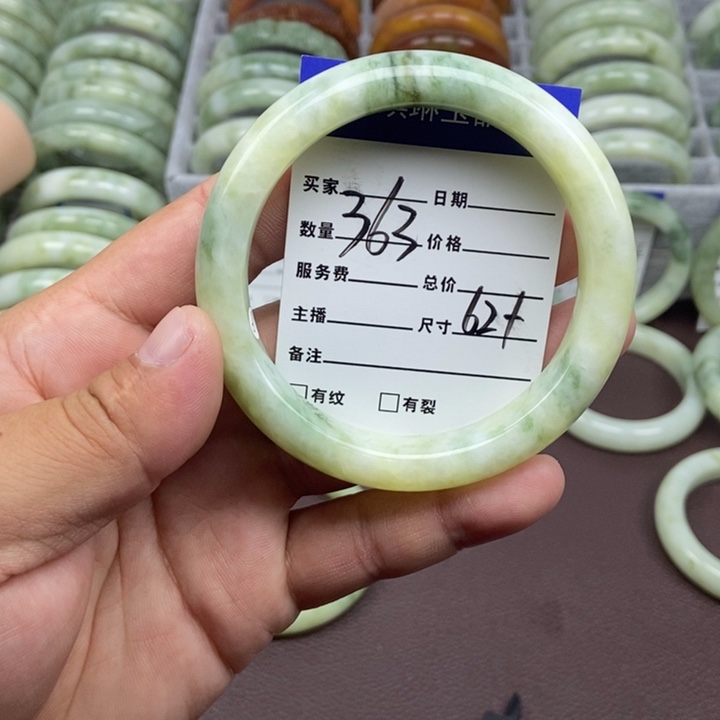 买家 日期
数量 363 价格
服务费 总价
主播 尺寸 62+
备注
有纹 有裂